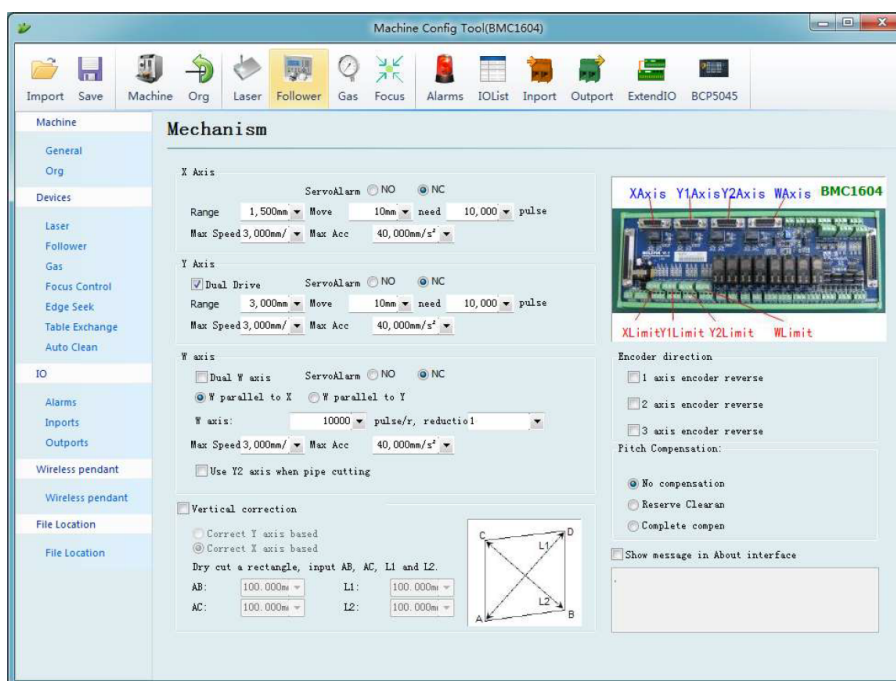 Machine Config Tool(BMC1604)
Import Save Machine Org Laser Follower Gas Focus Alarms IOList Inport Outport ExtendIO BCP5045
Machine
General
Org
Devices
Laser
Follower
Gas
Focus Control
Edge Seek
Table Exchange
Auto Clean
IO
Alarms
Inports
Outports
Wireless pendant
Wireless pendant
File Location
File Location
Mechanism
X Axis
ServoAlarm NO NC
Range 1,500mm Move 10mm need 10,000 pulse
Max Speed 3,000mm/ Max Acc 40,000mm/s²
Y Axis
Dual Drive ServoAlarm NO NC
Range 3,000mm Move 10mm need 10,000 pulse
Max Speed 3,000mm/ Max Acc 40,000mm/s²
W axis
Dual W axis ServoAlarm NO NC
W parallel to X W parallel to Y
W axis: 10000 pulse/r, reductio 1
Max Speed 3,000mm/ Max Acc 40,000mm/s²
Use Y2 axis when pipe cutting
Vertical correction
Correct Y axis based
Correct X axis based
Dry cut a rectangle, input AB, AC, L1 and L2.
AB: 100.000m L1: 100.000m
AC: 100.000m L2: 100.000m
C D
L1
L2
A B
XAxis Y1Axis Y2Axis WAxis BMC1604
XLimit Y1Limit Y2Limit WLimit
Encoder direction
1 axis encoder reverse
2 axis encoder reverse
3 axis encoder reverse
Pitch Compensation:
No compensation
Reserve Clearan
Complete compen
Show message in About interface